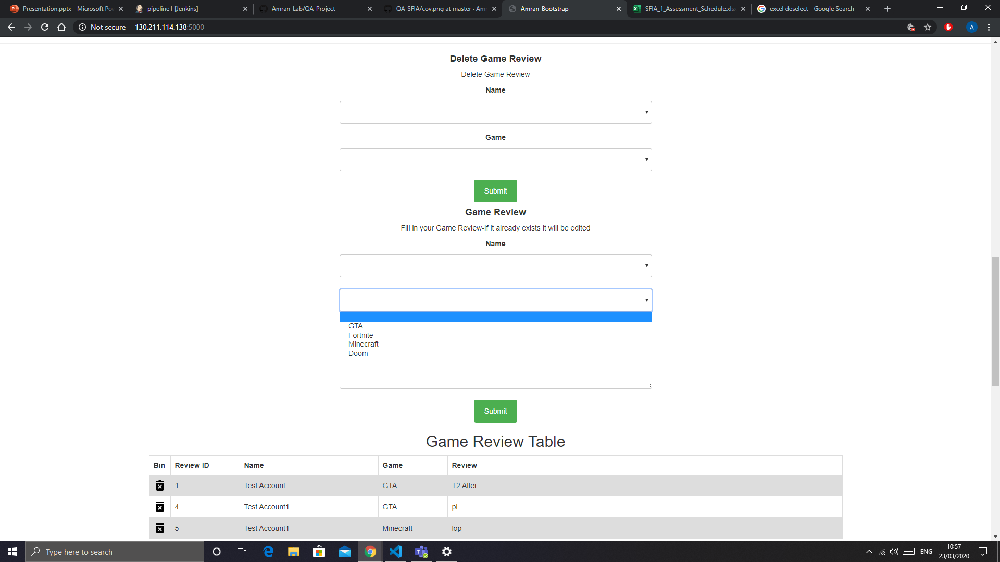 Presentation.pptx - Microsoft Po
pipeline1 [Jenkins]
Amran-Lab/QA-Project
QA-SFIA/cov.png at master · Amr
Amran-Bootstrap
SFIA_1_Assessment_Schedule.xlsx
excel deselect - Google Search
Not secure
130.211.114.138:5000
A
Delete Game Review
Delete Game Review
Name
Game
Submit
Game Review
Fill in your Game Review-If it already exists it will be edited
Name
GTA
Fortnite
Minecraft
Doom
Submit
Game Review Table
Bin Review ID Name Game Review
1 Test Account GTA T2 Alter
4 Test Account1 GTA pl
5 Test Account1 Minecraft lop
Type here to search
ENG
10:57
23/03/2020